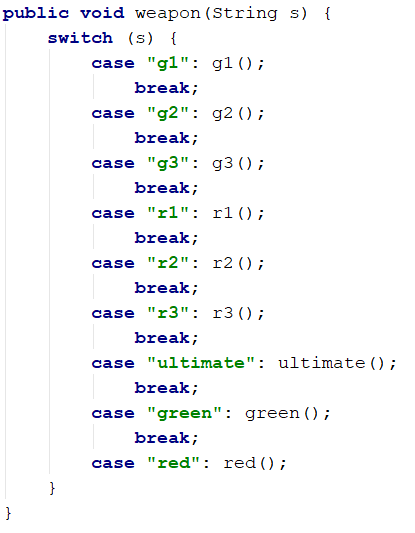 public void weapon(String s) {
    switch (s) {
        case "g1": g1();
            break;
        case "g2": g2();
            break;
        case "g3": g3();
            break;
        case "r1": r1();
            break;
        case "r2": r2();
            break;
        case "r3": r3();
            break;
        case "ultimate": ultimate();
            break;
        case "green": green();
            break;
        case "red": red();
    }
}